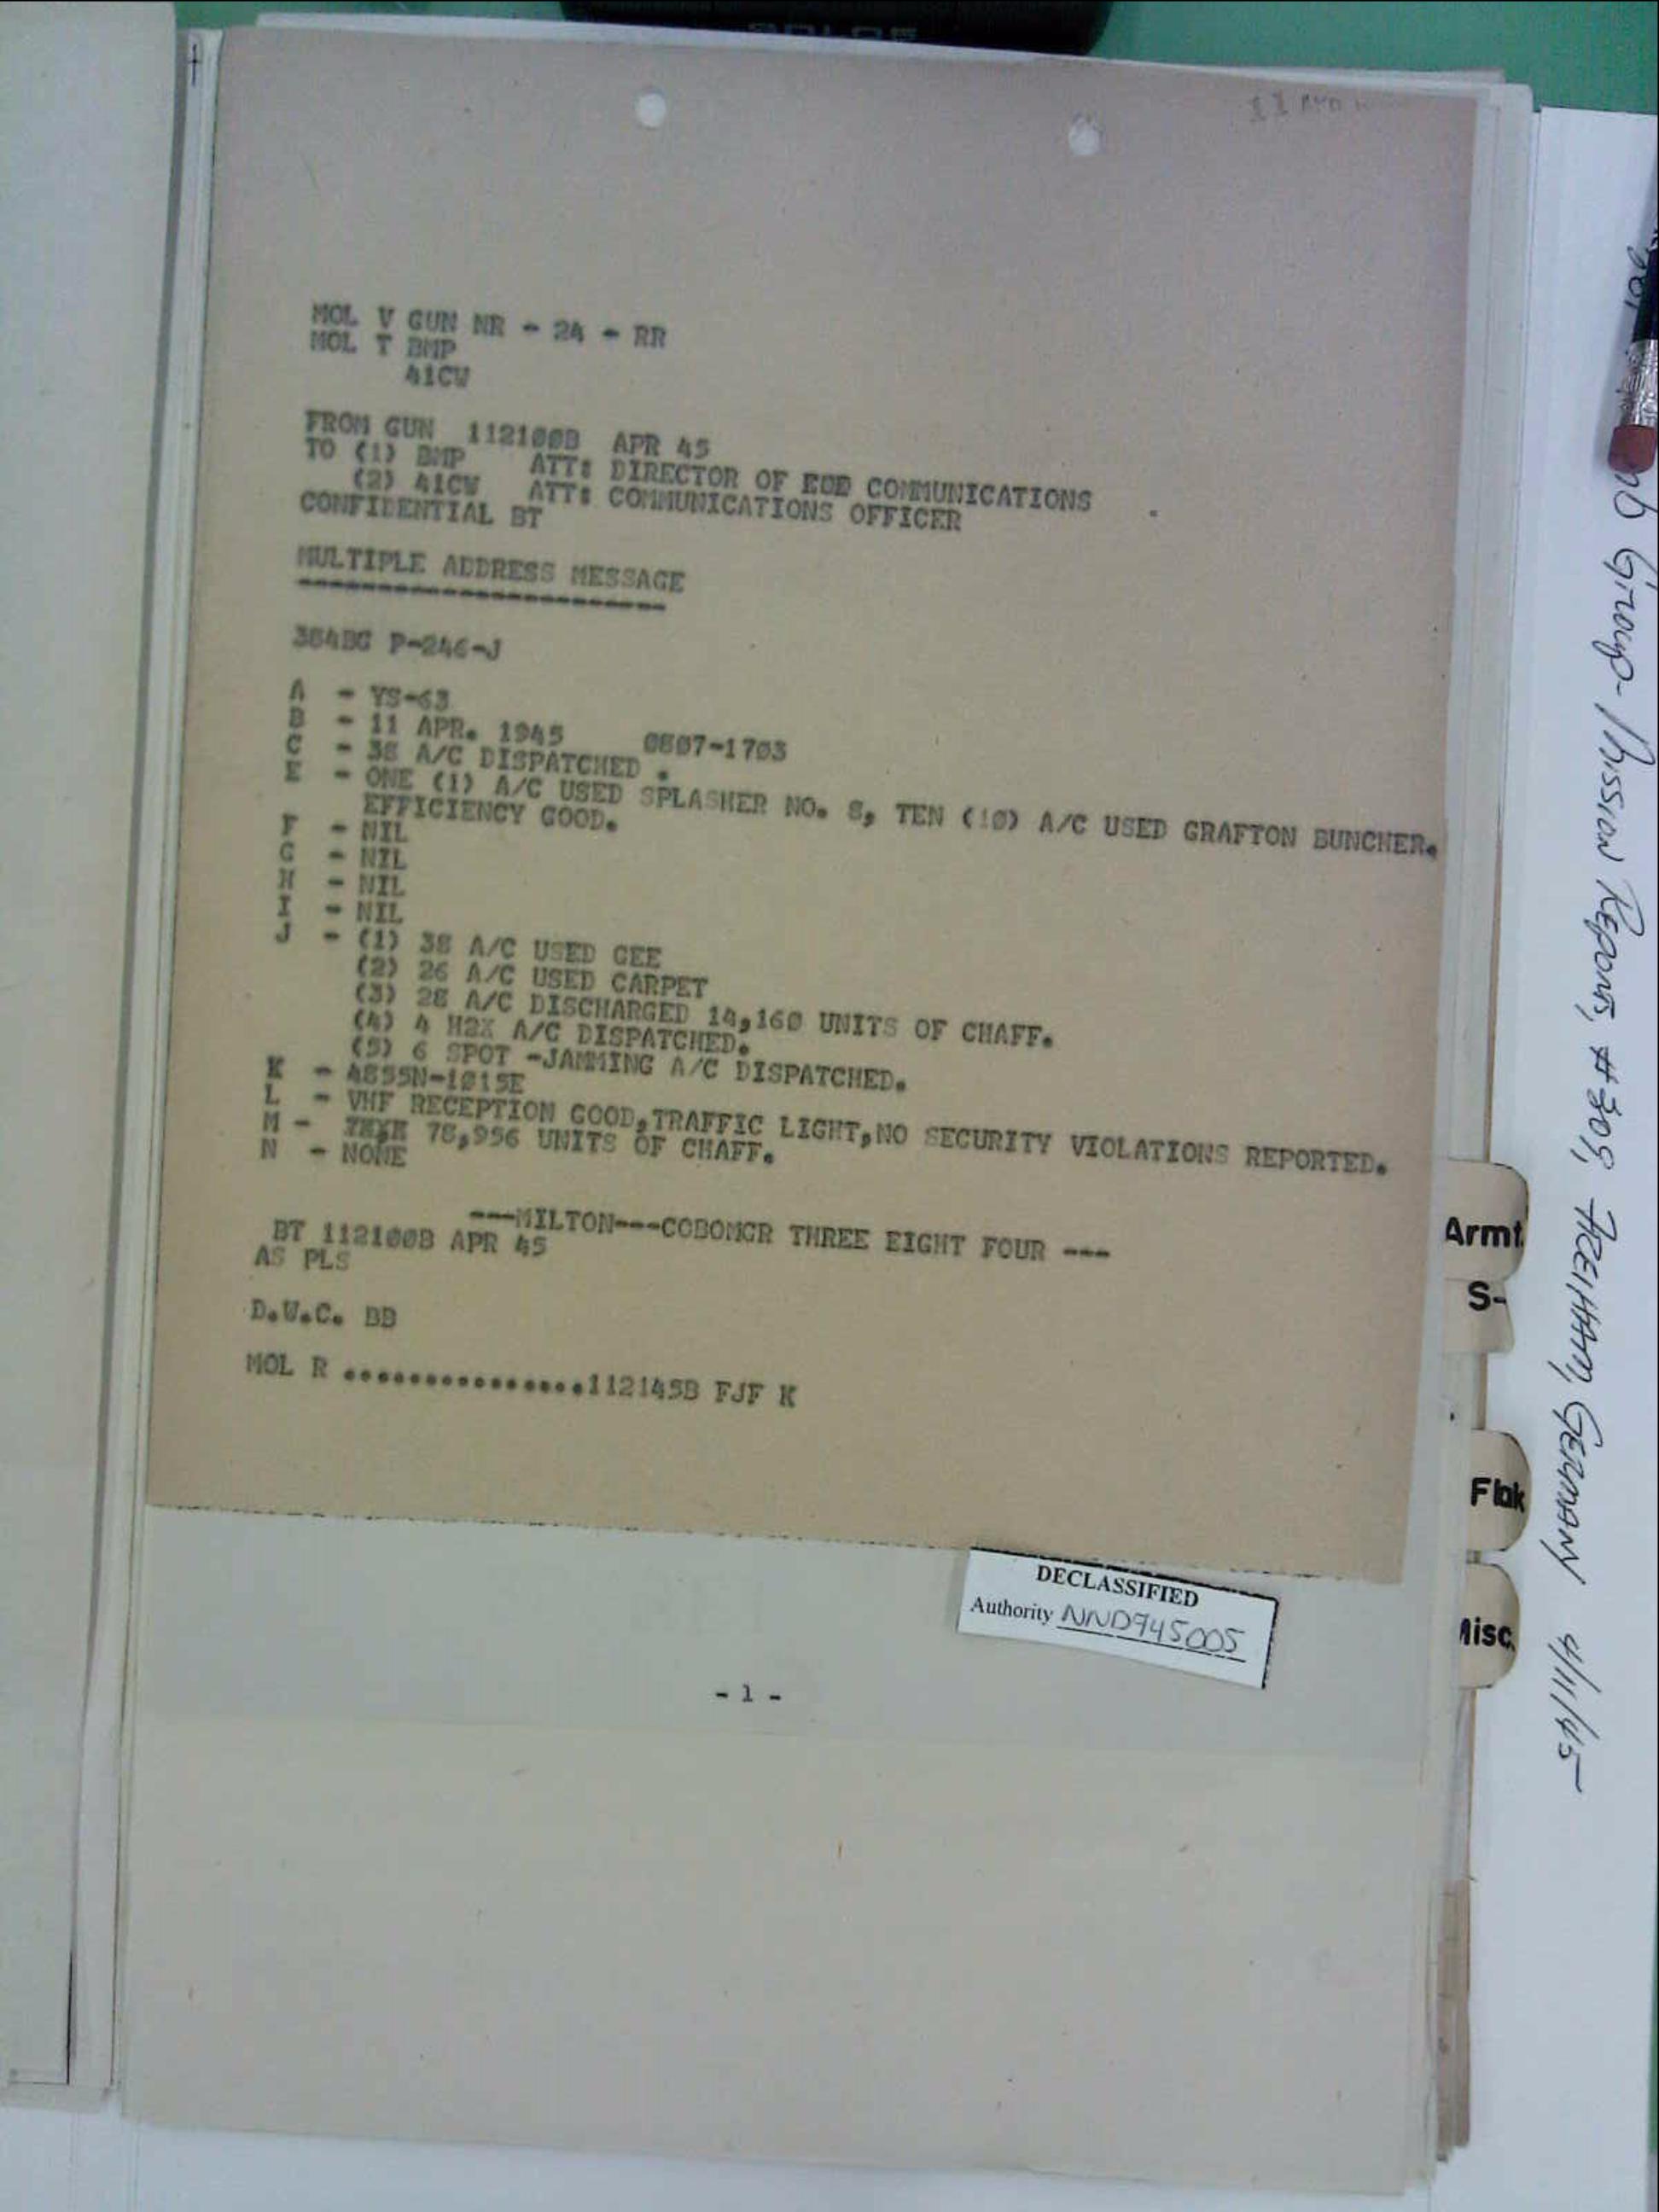 MOL V GUN NR - 24 - RR
MOL T BMP
41CW
FROM GUN 112100B APR 45
TO (1) BMP ATT: DIRECTOR OF COMMUNICATIONS
(2) 41CW ATT: COMMUNICATIONS OFFICER
CONFIDENTIAL BT
MULTIPLE ADDRESS MESSAGE
------------------------
384BG P-246-J
A - YS-63
B - 11 APR. 1945 0807-1703
C - 38 A/C DISPATCHED .
E - ONE (1) A/C USED SPLASHER NO. 8, TEN (10) A/C USED GRAFTON BUNCHER.
EFFICIENCY GOOD.
F - NIL
G - NIL
H - NIL
I - NIL
J - (1) 38 A/C USED GEE
(2) 26 A/C USED CARPET
(3) 28 A/C DISCHARGED 14,160 UNITS OF CHAFF.
(4) 4 H2X A/C DISPATCHED.
(5) 6 SPOT -JAMMING A/C DISPATCHED.
K - 4855N-1015E
L - VHF RECEPTION GOOD,TRAFFIC LIGHT,NO SECURITY VIOLATIONS REPORTED.
M - 78,956 UNITS OF CHAFF.
N - NONE
---MILTON---COBOMGR THREE EIGHT FOUR ---
BT 112100B APR 45
AS PLS
D.W.C. BB
MOL R ................112145B FJF K
DECLASSIFIED
Authority NND945005
- 1 -
Armt.
S-
Flak
Misc.
Group - Mission Reports, #308, Freiham, Germany 4/11/45